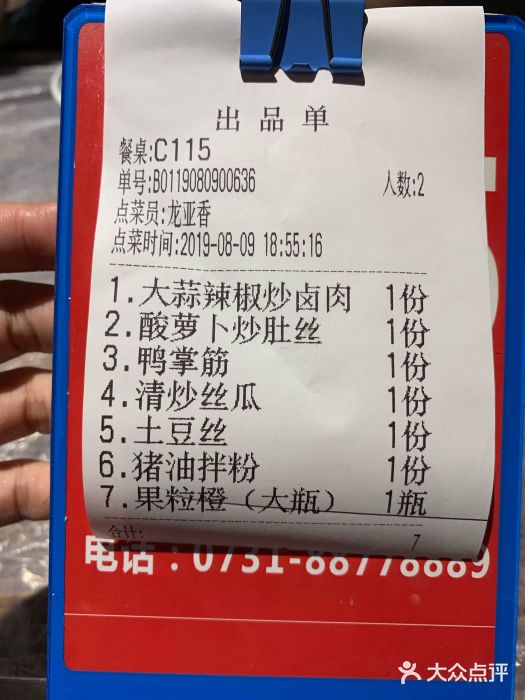 出品单
餐桌:C115
单号:B0119080900636 人数:2
点菜员:龙亚香
点菜时间:2019-08-09 18:55:16
1.大蒜辣椒炒卤肉 1份
2.酸萝卜炒肚丝 1份
3.鸭掌筋 1份
4.清炒丝瓜 1份
5.土豆丝 1份
6.猪油拌粉 1份
7.果粒橙（大瓶） 1瓶
合计: 7
电话：0731-88778889
大众点评